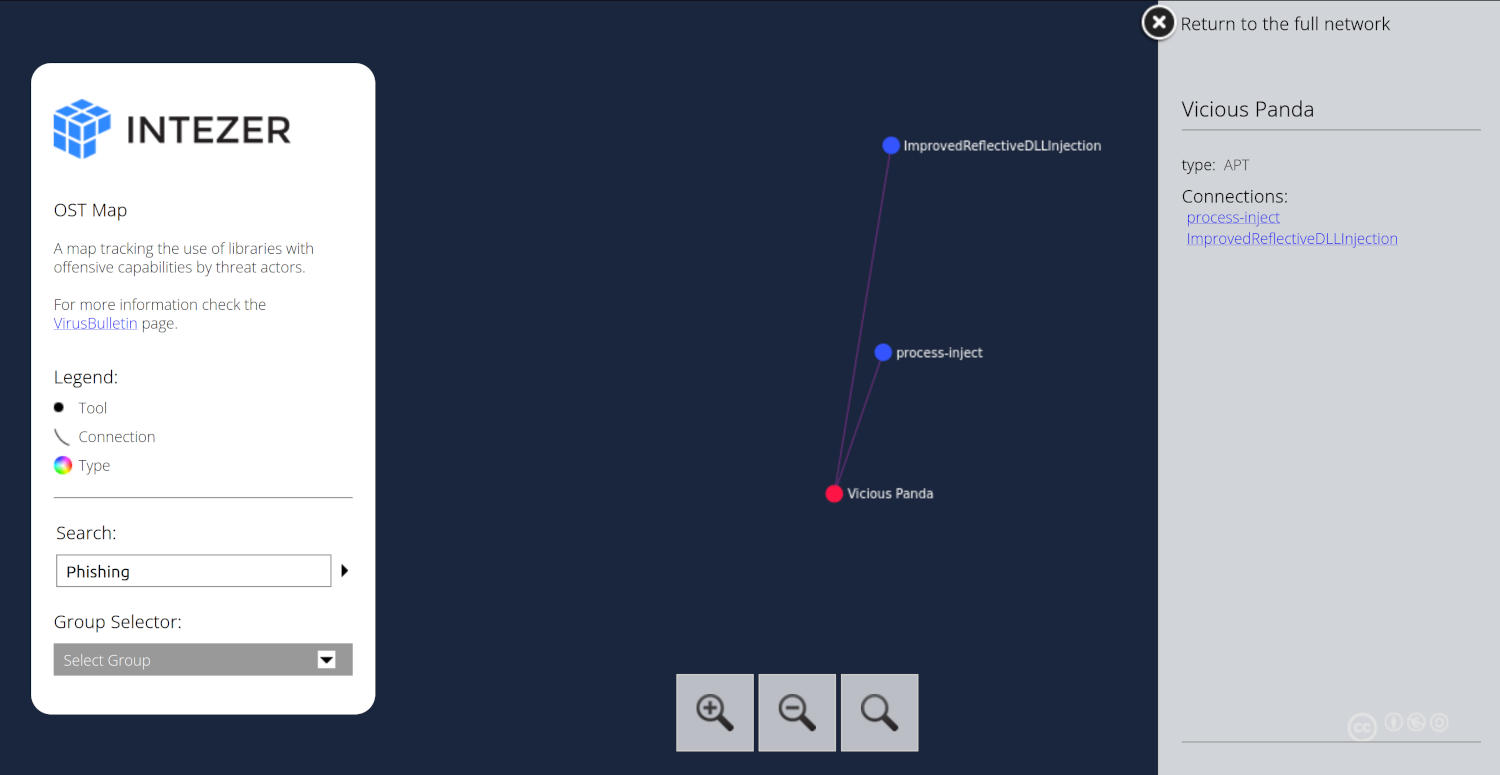 INTEZER
OST Map
A map tracking the use of libraries with
offensive capabilities by threat actors.
For more information check the
VirusBulletin page.
Legend:
Tool
Connection
Type
Search:
Phishing
Group Selector:
Select Group
ImprovedReflectiveDLLInjection
process-inject
Vicious Panda
Return to the full network
Vicious Panda
type: APT
Connections:
process-inject
ImprovedReflectiveDLLInjection
cc